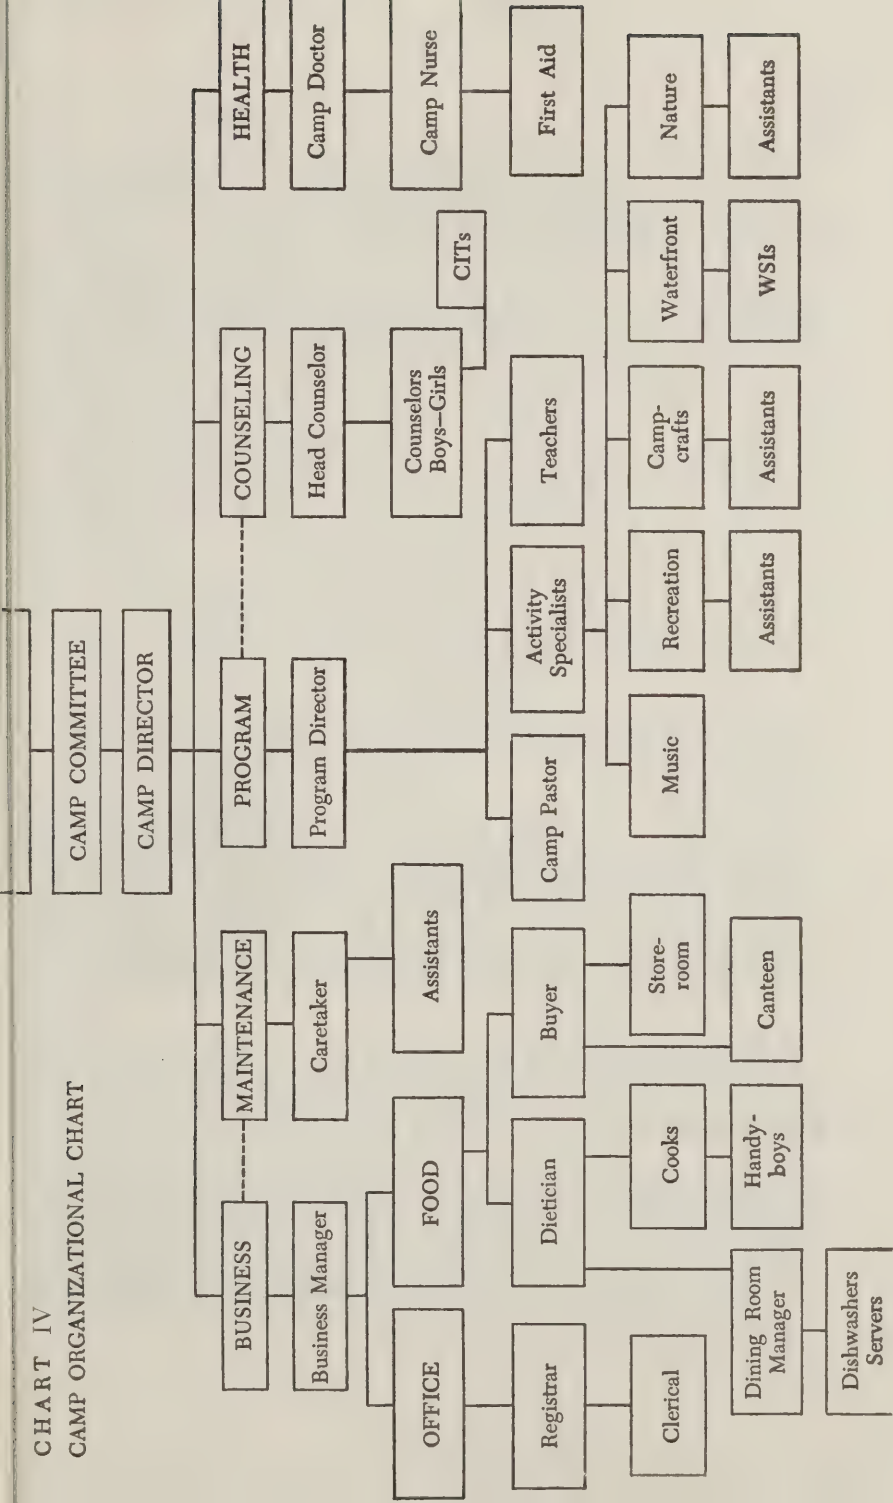 CHART IV
CAMP ORGANIZATIONAL CHART
CAMP COMMITTEE
CAMP DIRECTOR
BUSINESS
MAINTENANCE
PROGRAM
COUNSELING
HEALTH
Business Manager
Caretaker
Program Director
Head Counselor
Camp Doctor
OFFICE
FOOD
Assistants
Counselors
Boys—Girls
Camp Nurse
CITs
Registrar
Dietician
Buyer
Camp Pastor
Activity
Specialists
Teachers
First Aid
Clerical
Cooks
Store-
room
Music
Recreation
Camp-
crafts
Waterfront
Nature
Dining Room
Manager
Handy-
boys
Canteen
Assistants
Assistants
WSIs
Assistants
Dishwashers
Servers